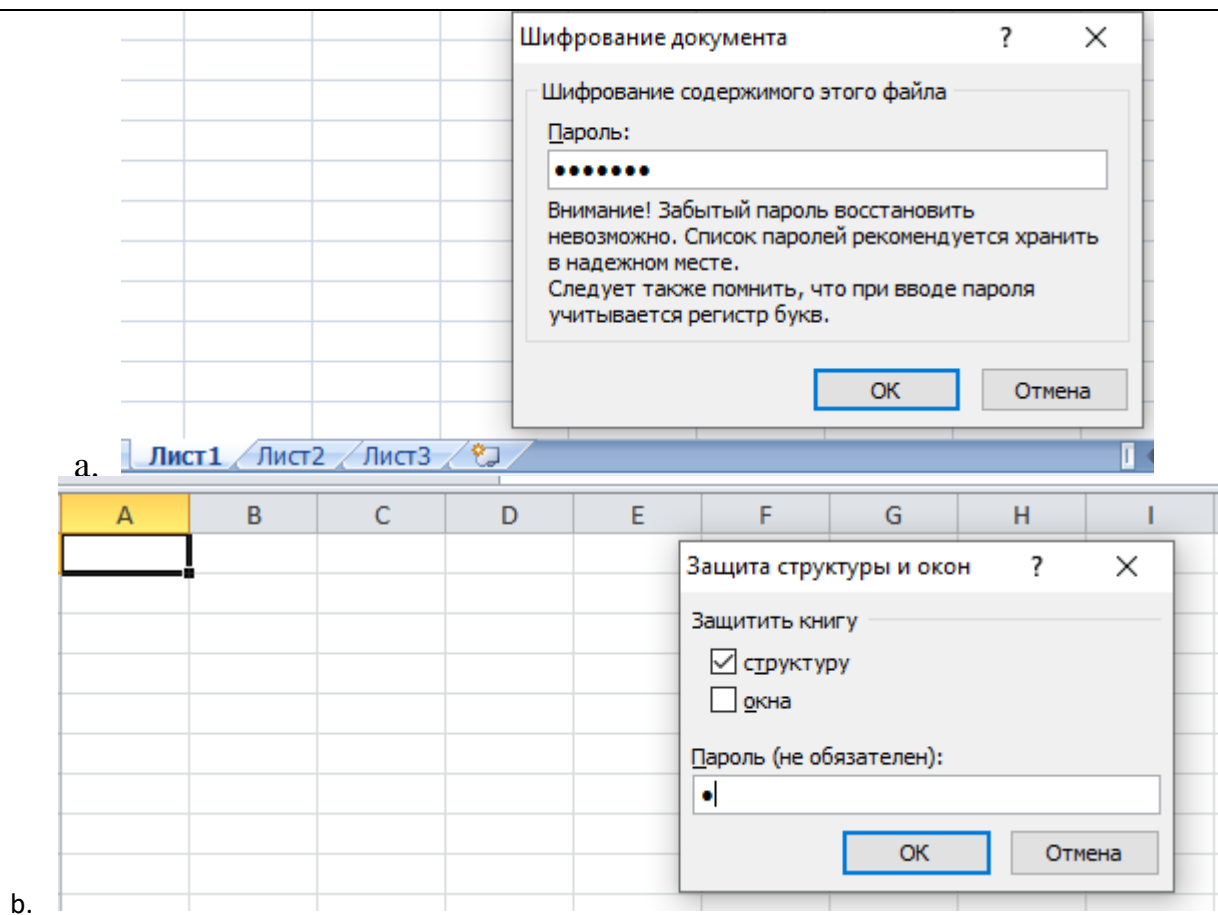 Шифрование документа ? ×
Шифрование содержимого этого файла
Пароль:
●●●●●●●
Внимание! Забытый пароль восстановить
невозможно. Список паролей рекомендуется хранить
в надежном месте.
Следует также помнить, что при вводе пароля
учитывается регистр букв.
ОК Отмена
a. Лист1 Лист2 Лист3
A B C D E F G H I
Защита структуры и окон ? ×
Защитить книгу
структуру
окна
Пароль (не обязателен):
●
ОК Отмена
b.